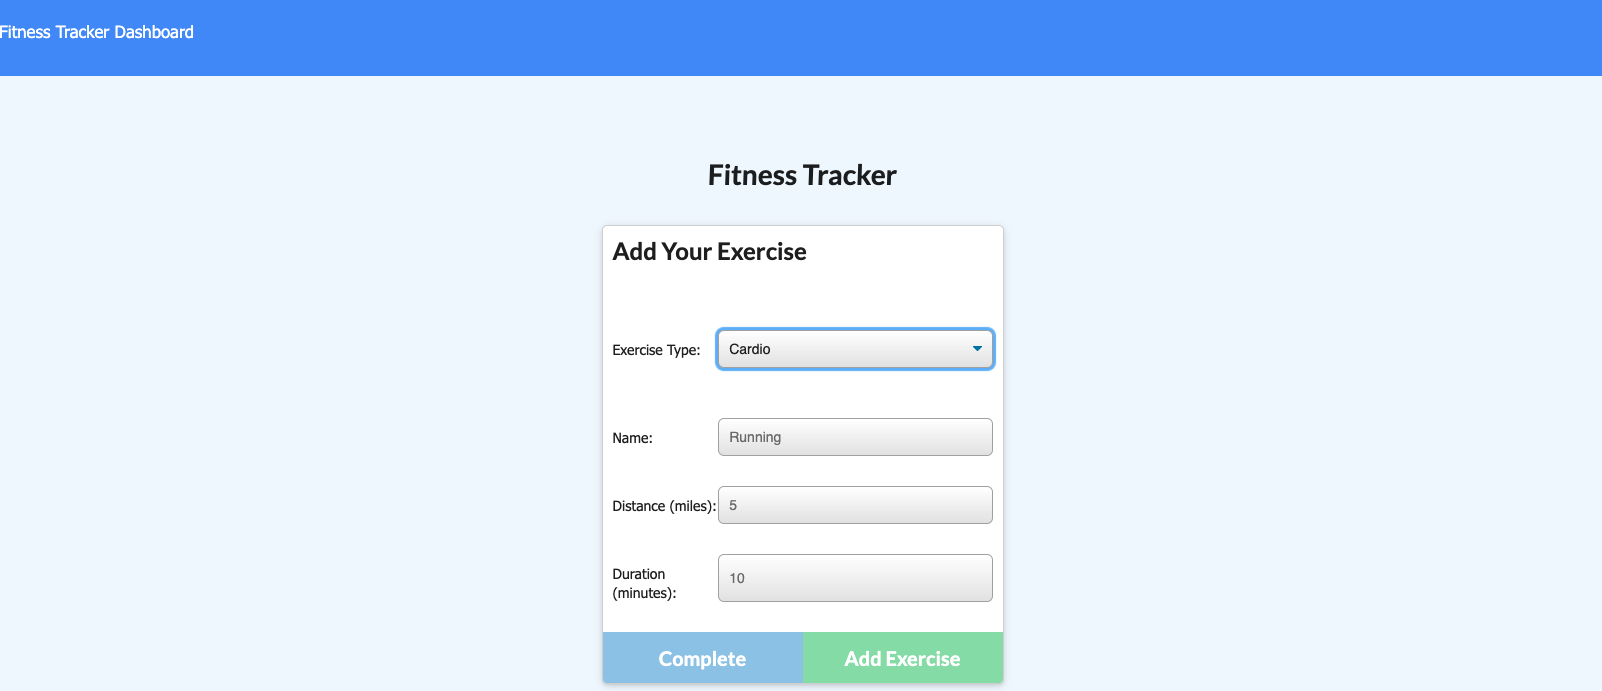 Fitness Tracker Dashboard
Fitness Tracker
Add Your Exercise
Exercise Type: Cardio
Name: Running
Distance (miles): 5
Duration
(minutes): 10
Complete Add Exercise